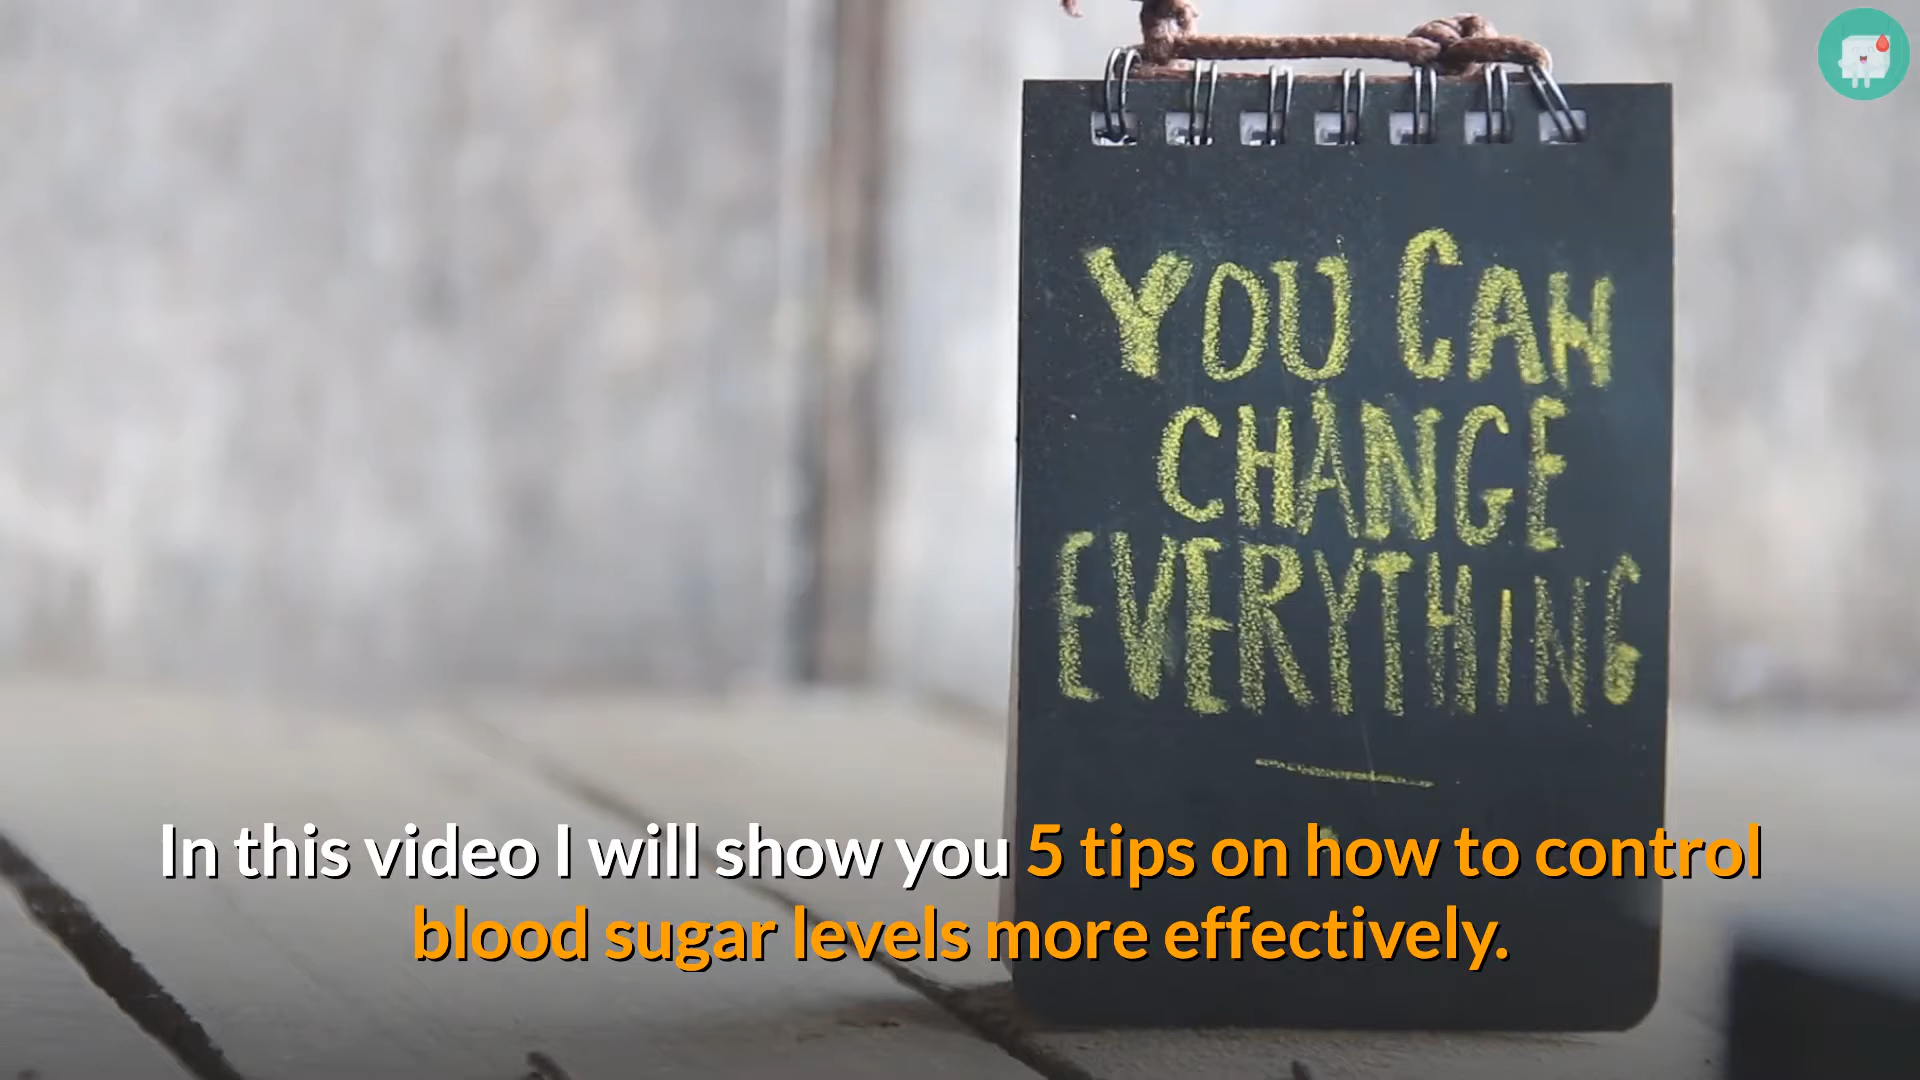 YOU CAN
CHANGE
EVERYTHING
In this video I will show you 5 tips on how to control
blood sugar levels more effectively.